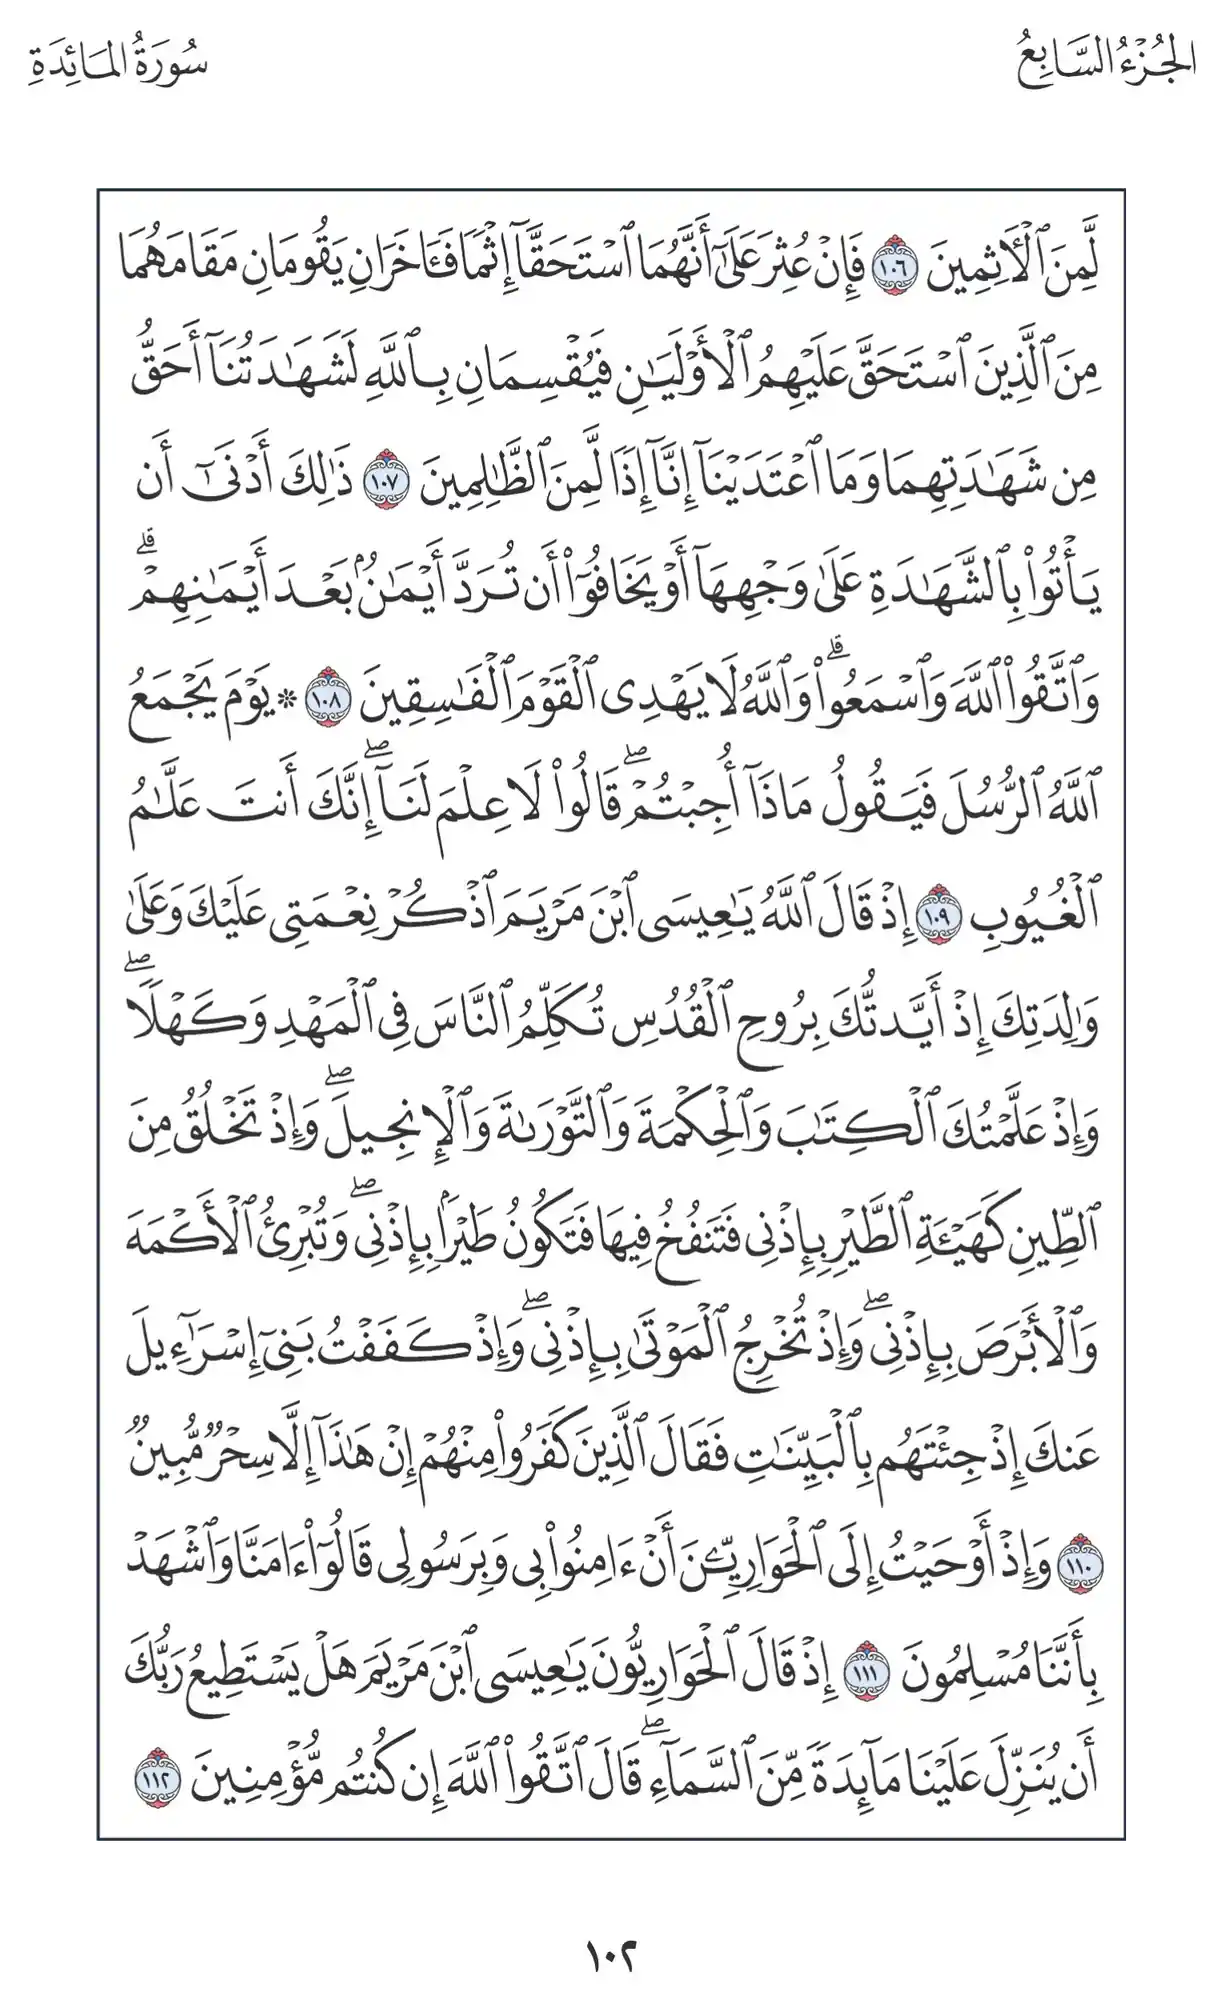 الجُزْءُ السَّابِعُ
سُورَةُ المَائِدَةِ
لَّمِنَ ٱلْأٓثِمِينَ ١٠٦ فَإِنْ عُثِرَ عَلَىٰٓ أَنَّهُمَا ٱسْتَحَقَّآ إِثْمًا فَـَٔاخَرَانِ يَقُومَانِ مَقَامَهُمَا
مِنَ ٱلَّذِينَ ٱسْتَحَقَّ عَلَيْهِمُ ٱلْأَوْلَيَٰنِ فَيُقْسِمَانِ بِٱللَّهِ لَشَهَٰدَتُنَآ أَحَقُّ
مِن شَهَٰدَتِهِمَا وَمَا ٱعْتَدَيْنَآ إِنَّآ إِذًا لَّمِنَ ٱلظَّٰلِمِينَ ١٠٧ ذَٰلِكَ أَدْنَىٰٓ أَن
يَأْتُوا۟ بِٱلشَّهَٰدَةِ عَلَىٰ وَجْهِهَآ أَوْ يَخَافُوٓا۟ أَن تُرَدَّ أَيْمَٰنٌۢ بَعْدَ أَيْمَٰنِهِمْ ۗ
وَٱتَّقُوا۟ ٱللَّهَ وَٱسْمَعُوا۟ ۗ وَٱللَّهُ لَا يَهْدِى ٱلْقَوْمَ ٱلْفَٰسِقِينَ ١٠٨ * يَوْمَ يَجْمَعُ
ٱللَّهُ ٱلرُّسُلَ فَيَقُولُ مَاذَآ أُجِبْتُمْ ۖ قَالُوا۟ لَا عِلْمَ لَنَآ ۖ إِنَّكَ أَنتَ عَلَّٰمُ
ٱلْغُيُوبِ ١٠٩ إِذْ قَالَ ٱللَّهُ يَٰعِيسَى ٱبْنَ مَرْيَمَ ٱذْكُرْ نِعْمَتِى عَلَيْكَ وَعَلَىٰ
وَٰلِدَتِكَ إِذْ أَيَّدتُّكَ بِرُوحِ ٱلْقُدُسِ تُكَلِّمُ ٱلنَّاسَ فِى ٱلْمَهْدِ وَكَهْلًا ۖ
وَإِذْ عَلَّمْتُكَ ٱلْكِتَٰبَ وَٱلْحِكْمَةَ وَٱلتَّوْرَىٰةَ وَٱلْإِنجِيلَ ۖ وَإِذْ تَخْلُقُ مِنَ
ٱلطِّينِ كَهَيْـَٔةِ ٱلطَّيْرِ بِإِذْنِى فَتَنفُخُ فِيهَا فَتَكُونُ طَيْرًۢا بِإِذْنِى ۖ وَتُبْرِئُ ٱلْأَكْمَهَ
وَٱلْأَبْرَصَ بِإِذْنِى ۖ وَإِذْ تُخْرِجُ ٱلْمَوْتَىٰ بِإِذْنِى ۖ وَإِذْ كَفَفْتُ بَنِىٓ إِسْرَٰٓءِيلَ
عَنكَ إِذْ جِئْتَهُم بِٱلْبَيِّنَٰتِ فَقَالَ ٱلَّذِينَ كَفَرُوا۟ مِنْهُمْ إِنْ هَٰذَآ إِلَّا سِحْرٌ مُّبِينٌ
١١٠ وَإِذْ أَوْحَيْتُ إِلَى ٱلْحَوَارِيِّـۧنَ أَنْ ءَامِنُوا۟ بِى وَبِرَسُولِى قَالُوٓا۟ ءَامَنَّا وَٱشْهَدْ
بِأَنَّنَا مُسْلِمُونَ ١١١ إِذْ قَالَ ٱلْحَوَارِيُّونَ يَٰعِيسَى ٱبْنَ مَرْيَمَ هَلْ يَسْتَطِيعُ رَبُّكَ
أَن يُنَزِّلَ عَلَيْنَا مَآئِدَةً مِّنَ ٱلسَّمَآءِ ۖ قَالَ ٱتَّقُوا۟ ٱللَّهَ إِن كُنتُم مُّؤْمِنِينَ ١١٢
١٠٢